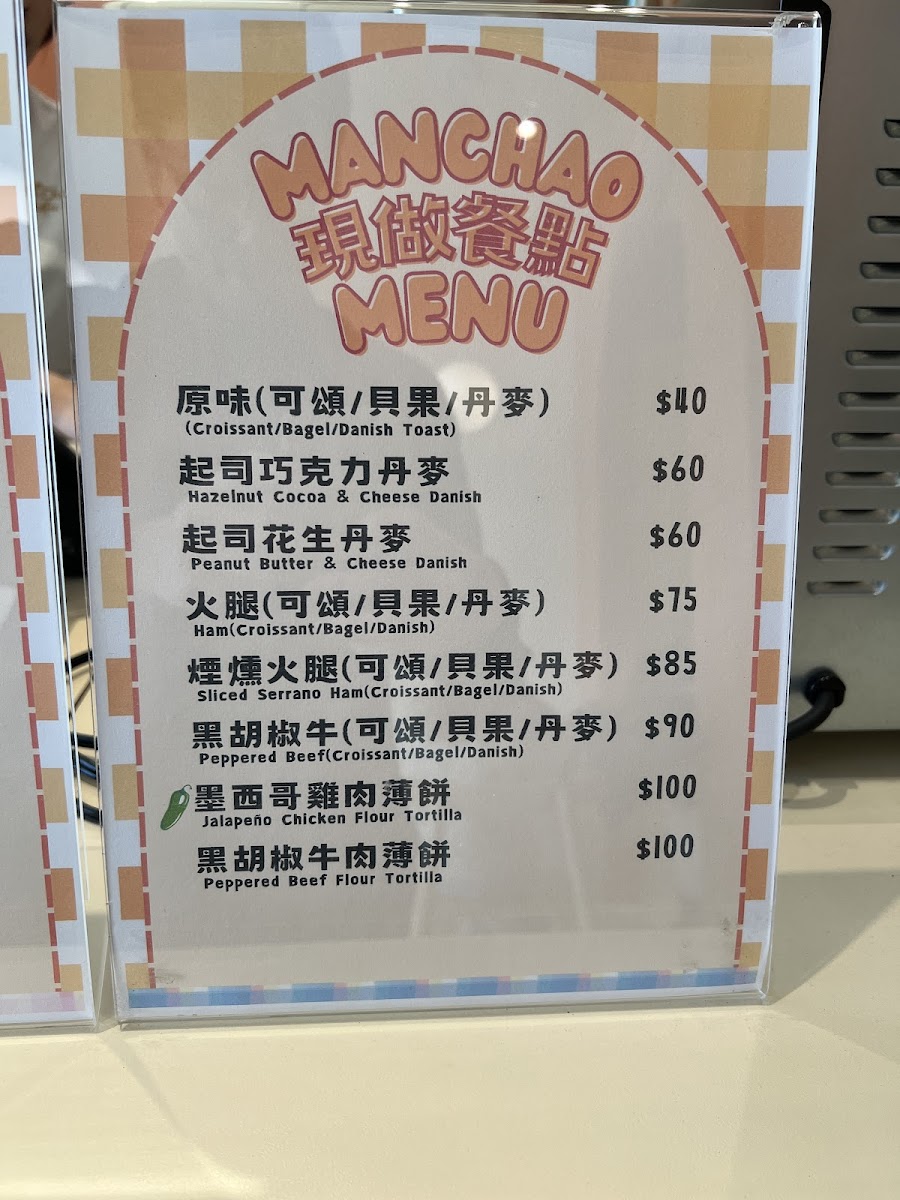 MANCHAO
現做餐點
MENU
原味(可頌/貝果/丹麥) $40
(Croissant/Bagel/Danish Toast)
起司巧克力丹麥 $60
Hazelnut Cocoa & Cheese Danish
起司花生丹麥 $60
Peanut Butter & Cheese Danish
火腿(可頌/貝果/丹麥) $75
Ham(Croissant/Bagel/Danish)
煙燻火腿(可頌/貝果/丹麥) $85
Sliced Serrano Ham(Croissant/Bagel/Danish)
黑胡椒牛(可頌/貝果/丹麥) $90
Peppered Beef(Croissant/Bagel/Danish)
墨西哥雞肉薄餅 $100
Jalapeño Chicken Flour Tortilla
黑胡椒牛肉薄餅 $100
Peppered Beef Flour Tortilla